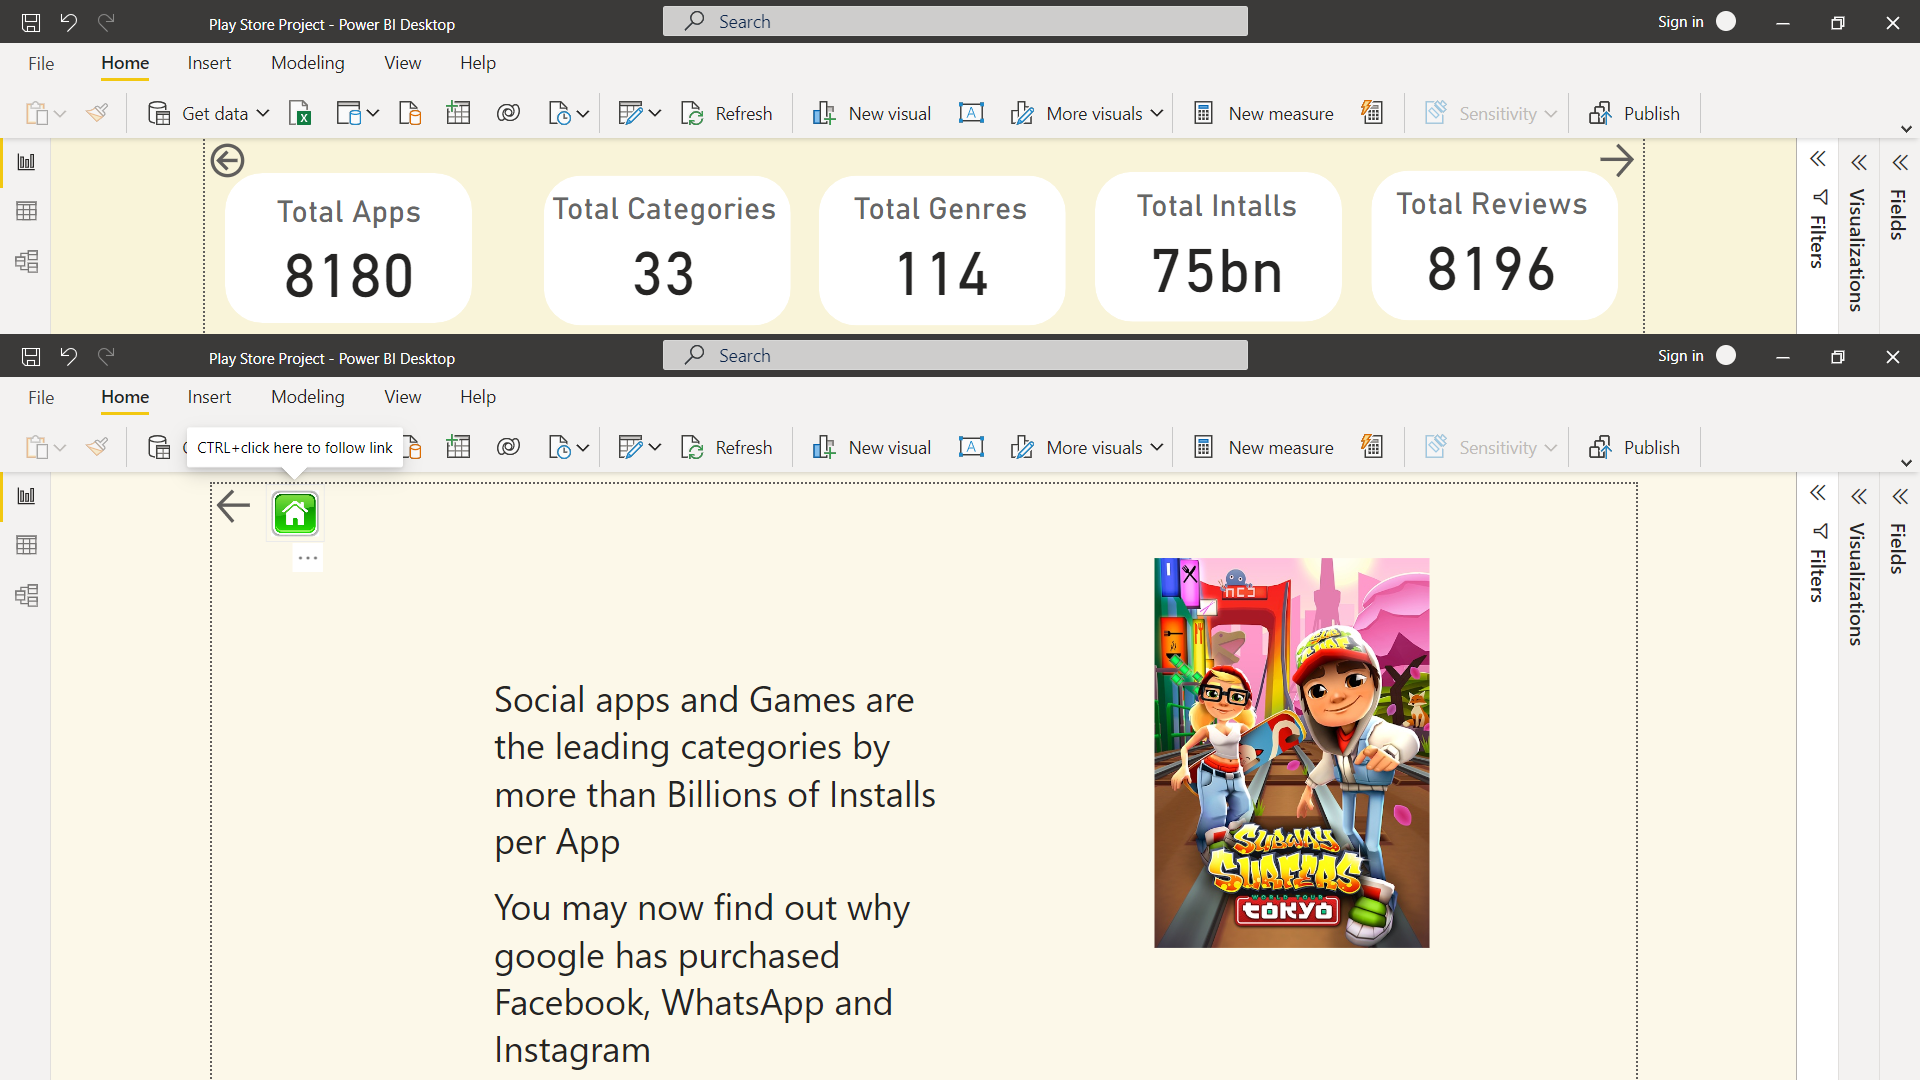 Play Store Project - Power BI Desktop
Search
Sign in
File Home Insert Modeling View Help
Get data Refresh New visual More visuals New measure Sensitivity Publish
Total Apps
8180
Total Categories
33
Total Genres
114
Total Intalls
75bn
Total Reviews
8196
Filters
Visualizations
Fields
Play Store Project - Power BI Desktop
Search
Sign in
File Home Insert Modeling View Help
CTRL+click here to follow link
Refresh New visual More visuals New measure Sensitivity Publish
Filters
Visualizations
Fields
Social apps and Games are
the leading categories by
more than Billions of Installs
per App
You may now find out why
google has purchased
Facebook, WhatsApp and
Instagram
SUBWAY
SURFERS
WORLD TOUR
TOKYO